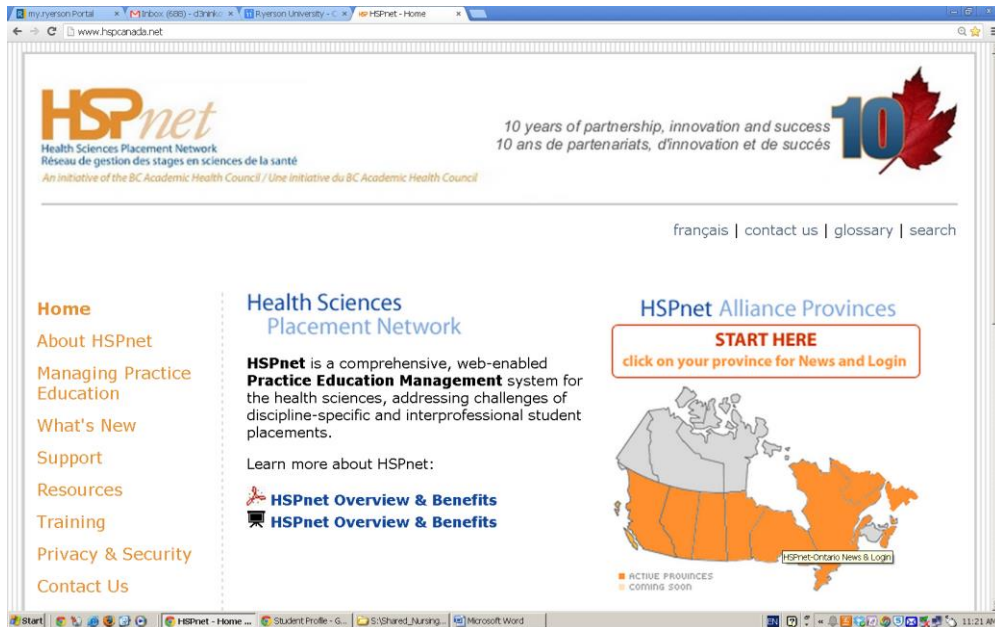 my.ryerson Portal
Inbox (688) - d3ninko
Ryerson University - C
HSPnet - Home
www.hspcanada.net
HSPnet
Health Sciences Placement Network
Réseau de gestion des stages en sciences de la santé
An initiative of the BC Academic Health Council / Une initiative du BC Academic Health Council
10 years of partnership, innovation and success
10 ans de partenariats, d'innovation et de succès
10
français | contact us | glossary | search
Home
About HSPnet
Managing Practice
Education
What's New
Support
Resources
Training
Privacy & Security
Contact Us
Health Sciences
Placement Network
HSPnet is a comprehensive, web-enabled
Practice Education Management system for
the health sciences, addressing challenges of
discipline-specific and interprofessional student
placements.
Learn more about HSPnet:
HSPnet Overview & Benefits
HSPnet Overview & Benefits
HSPnet Alliance Provinces
START HERE
click on your province for News and Login
HSPnet-Ontario News & Login
ACTIVE PROVINCES
COMING SOON
Start
HSPnet - Home ...
Student Profile - G...
S:\Shared_Nursing...
Microsoft Word
EN
11:21 AM